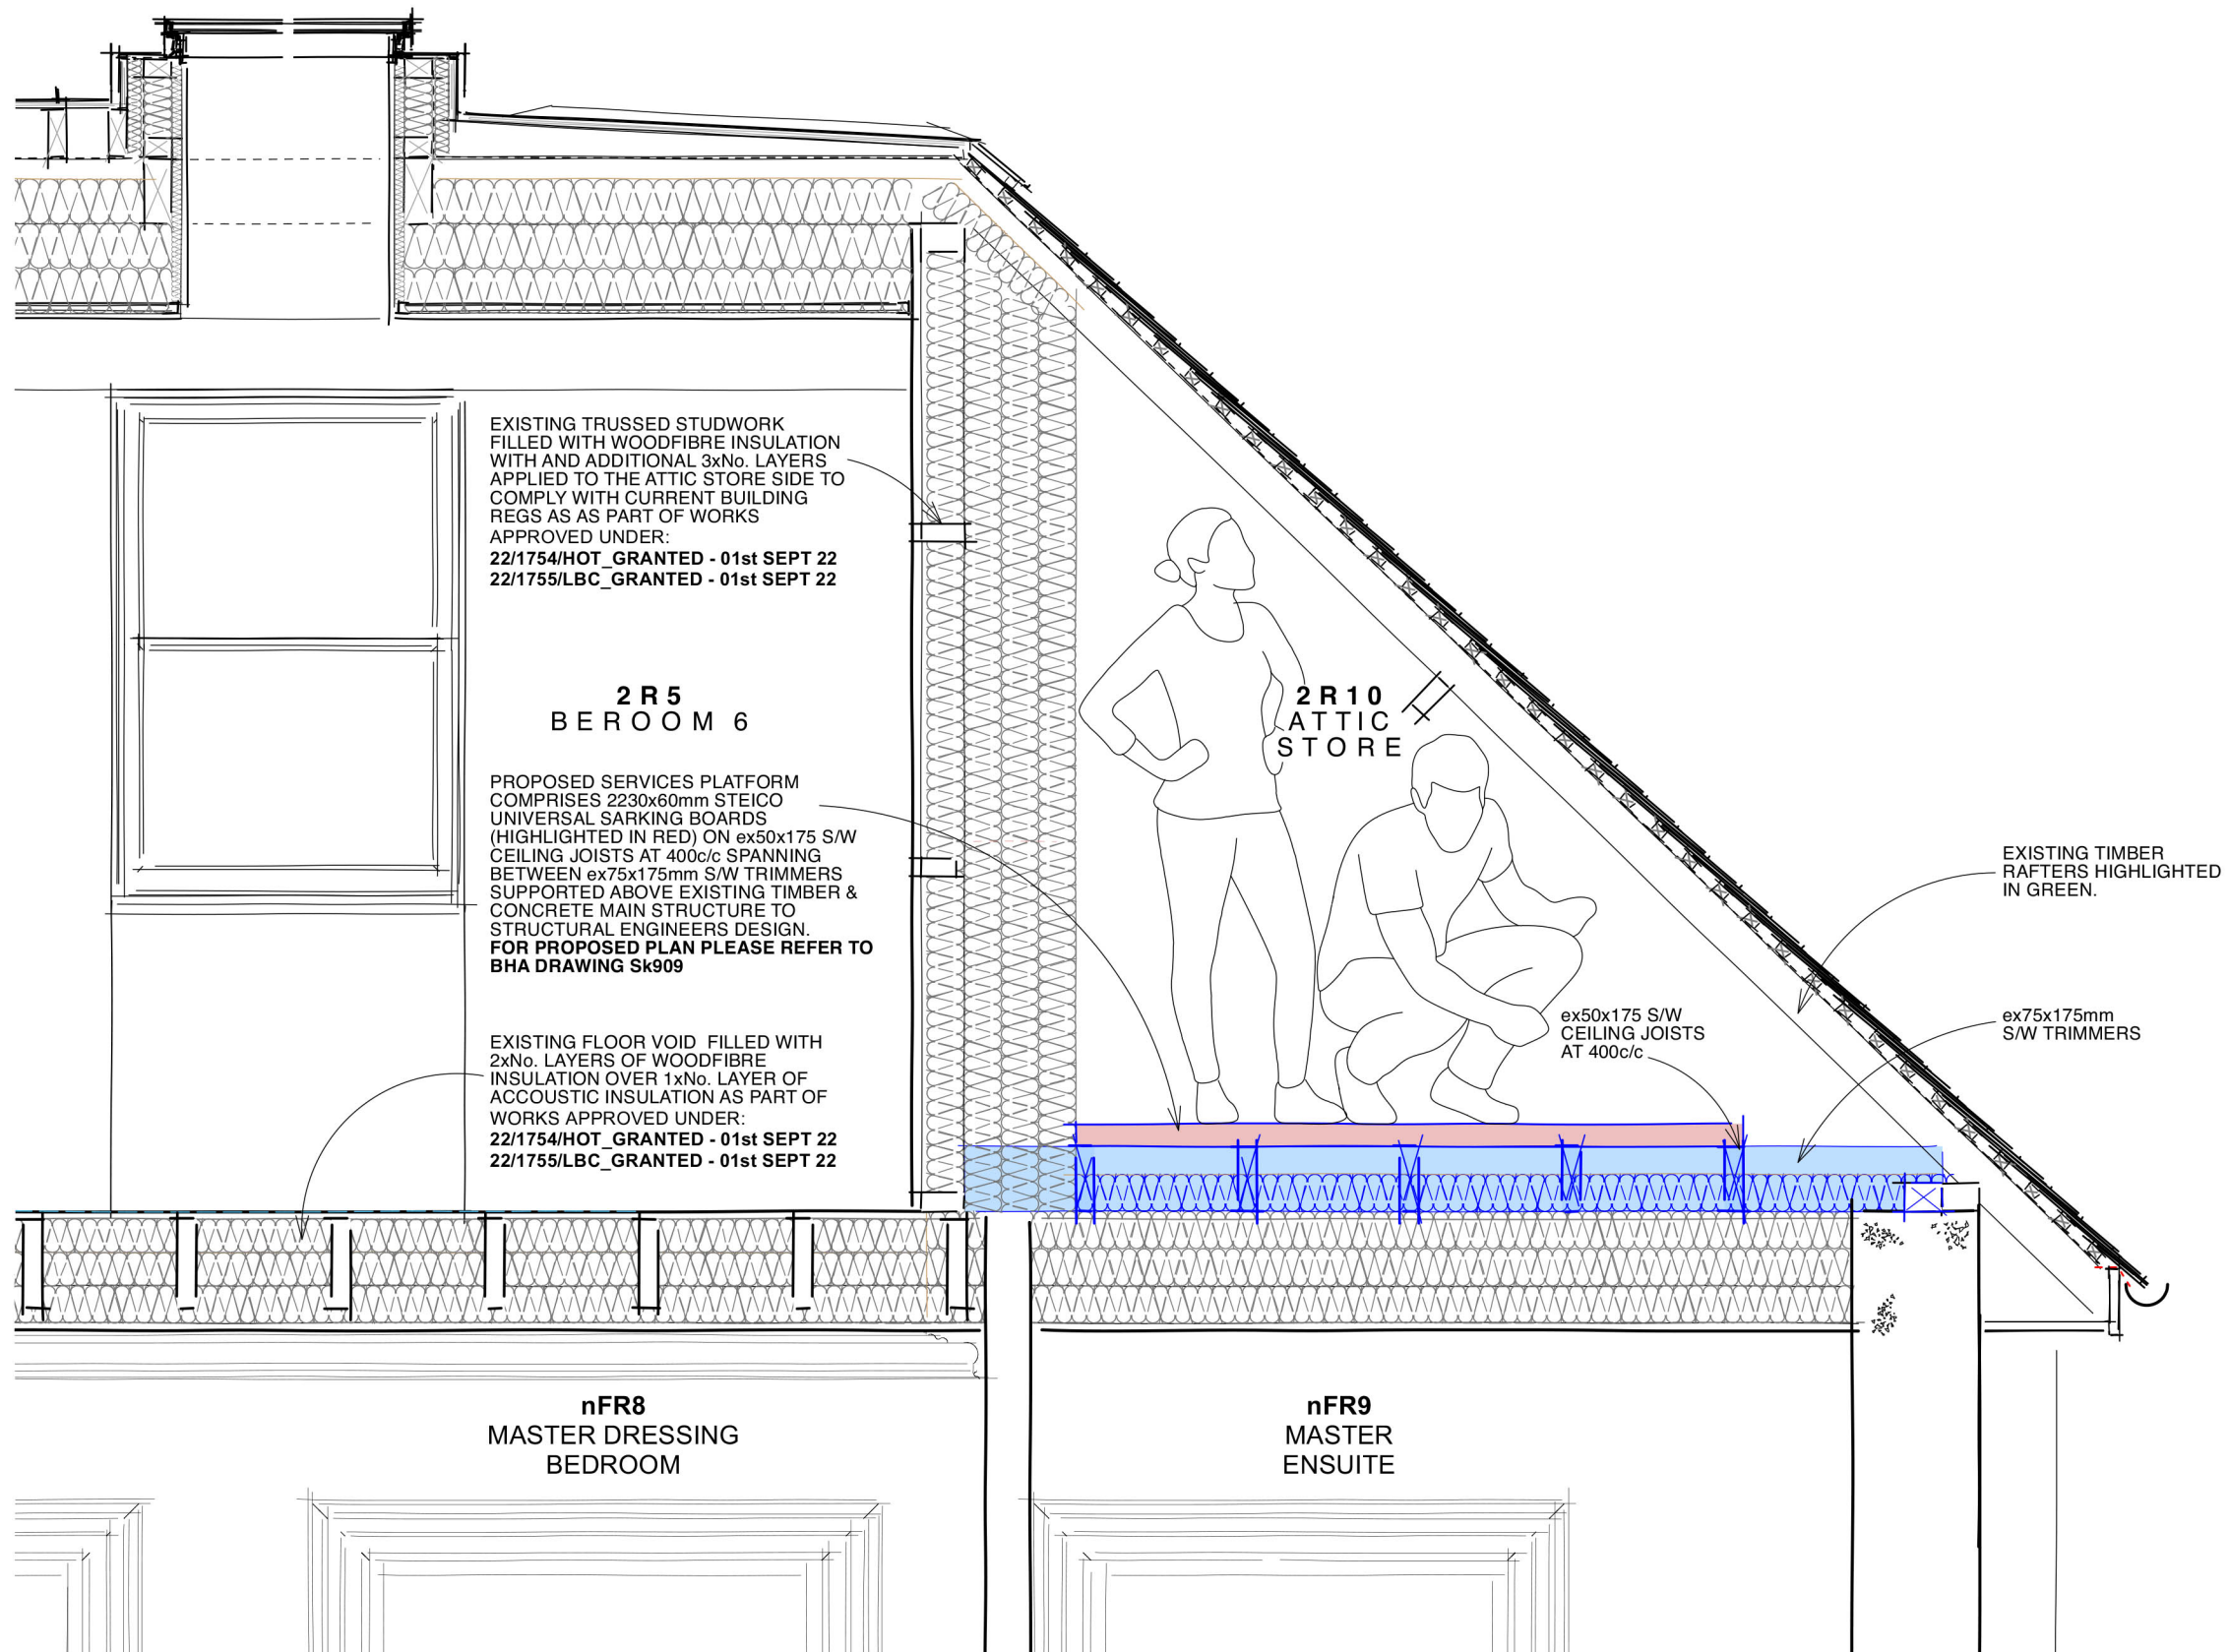 EXISTING TRUSSED STUDWORK
FILLED WITH WOODFIBRE INSULATION
WITH AND ADDITIONAL 3xNo. LAYERS
APPLIED TO THE ATTIC STORE SIDE TO
COMPLY WITH CURRENT BUILDING
REGS AS AS PART OF WORKS
APPROVED UNDER:
22/1754/HOT_GRANTED - 01st SEPT 22
22/1755/LBC_GRANTED - 01st SEPT 22
2R5
BEROOM 6
2R10
ATTIC
STORE
PROPOSED SERVICES PLATFORM
COMPRISES 2230x60mm STEICO
UNIVERSAL SARKING BOARDS
(HIGHLIGHTED IN RED) ON ex50x175 S/W
CEILING JOISTS AT 400c/c SPANNING
BETWEEN ex75x175mm S/W TRIMMERS
SUPPORTED ABOVE EXISTING TIMBER &
CONCRETE MAIN STRUCTURE TO
STRUCTURAL ENGINEERS DESIGN.
FOR PROPOSED PLAN PLEASE REFER TO
BHA DRAWING Sk909
EXISTING TIMBER
RAFTERS HIGHLIGHTED
IN GREEN.
ex50x175 S/W
CEILING JOISTS
AT 400c/c
ex75x175mm
S/W TRIMMERS
EXISTING FLOOR VOID FILLED WITH
2xNo. LAYERS OF WOODFIBRE
INSULATION OVER 1xNo. LAYER OF
ACCOUSTIC INSULATION AS PART OF
WORKS APPROVED UNDER:
22/1754/HOT_GRANTED - 01st SEPT 22
22/1755/LBC_GRANTED - 01st SEPT 22
nFR8
MASTER DRESSING
BEDROOM
nFR9
MASTER
ENSUITE